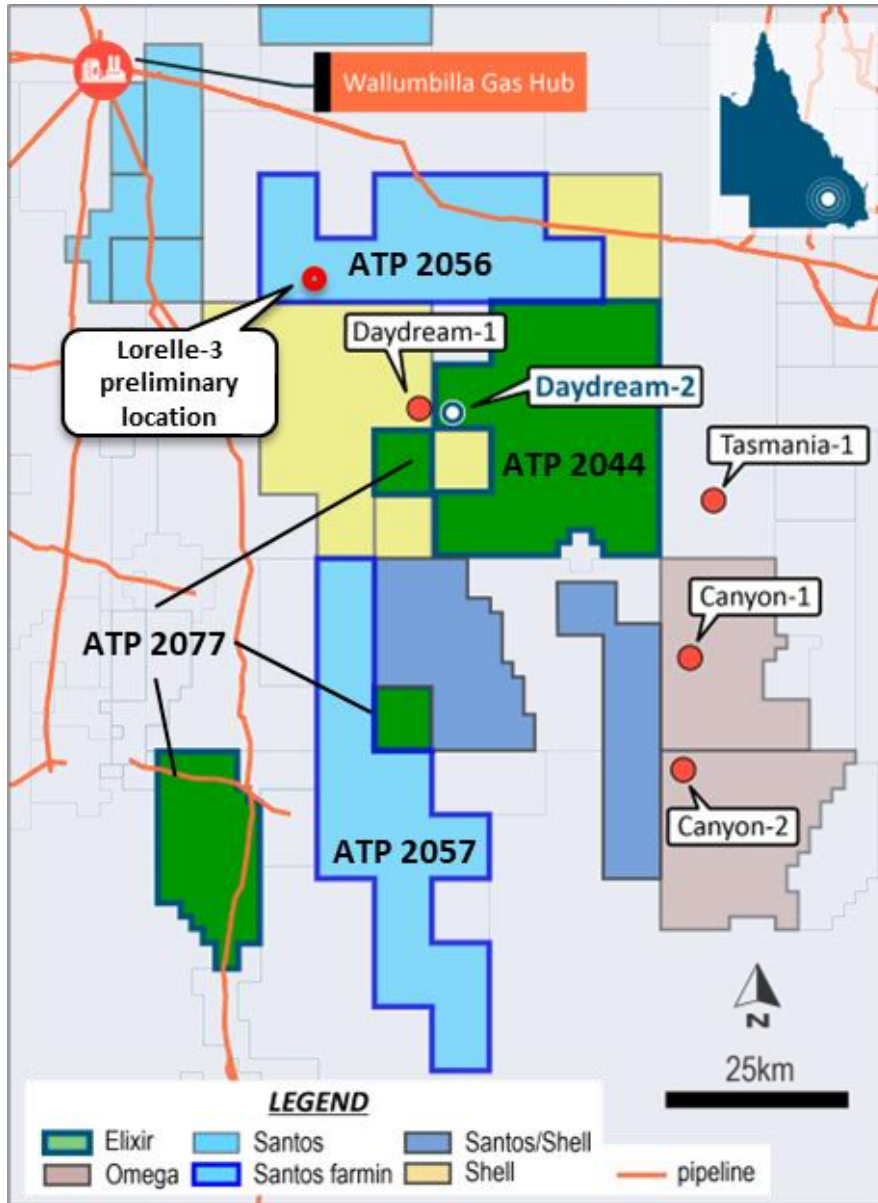 Wallumbilla Gas Hub
ATP 2056
Lorelle-3
preliminary
location
Daydream-1
Daydream-2
ATP 2044
Tasmania-1
Canyon-1
ATP 2077
Canyon-2
ATP 2057
N
25km
LEGEND
Elixir
Santos
Santos/Shell
Omega
Santos farmin
Shell
pipeline